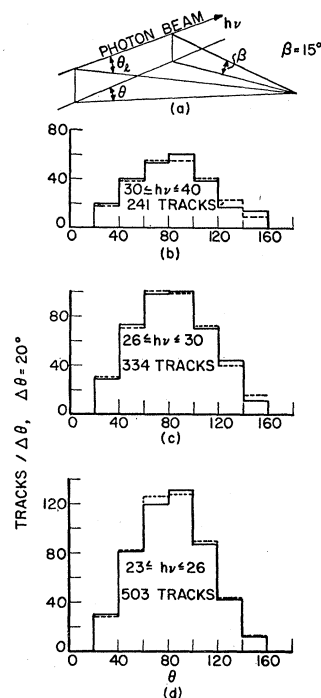 PHOTON BEAM
hν
θ₂
β
β = 15°
θ
(a)
80
40
0
30 ≤ hν ≤ 40
241 TRACKS
0 40 80 120 160
(b)
80
40
0
26 ≤ hν ≤ 30
334 TRACKS
0 40 80 120 160
(c)
TRACKS / Δθ, Δθ = 20°
120
80
40
0
23 ≤ hν ≤ 26
503 TRACKS
0 40 80 120 160
θ
(d)